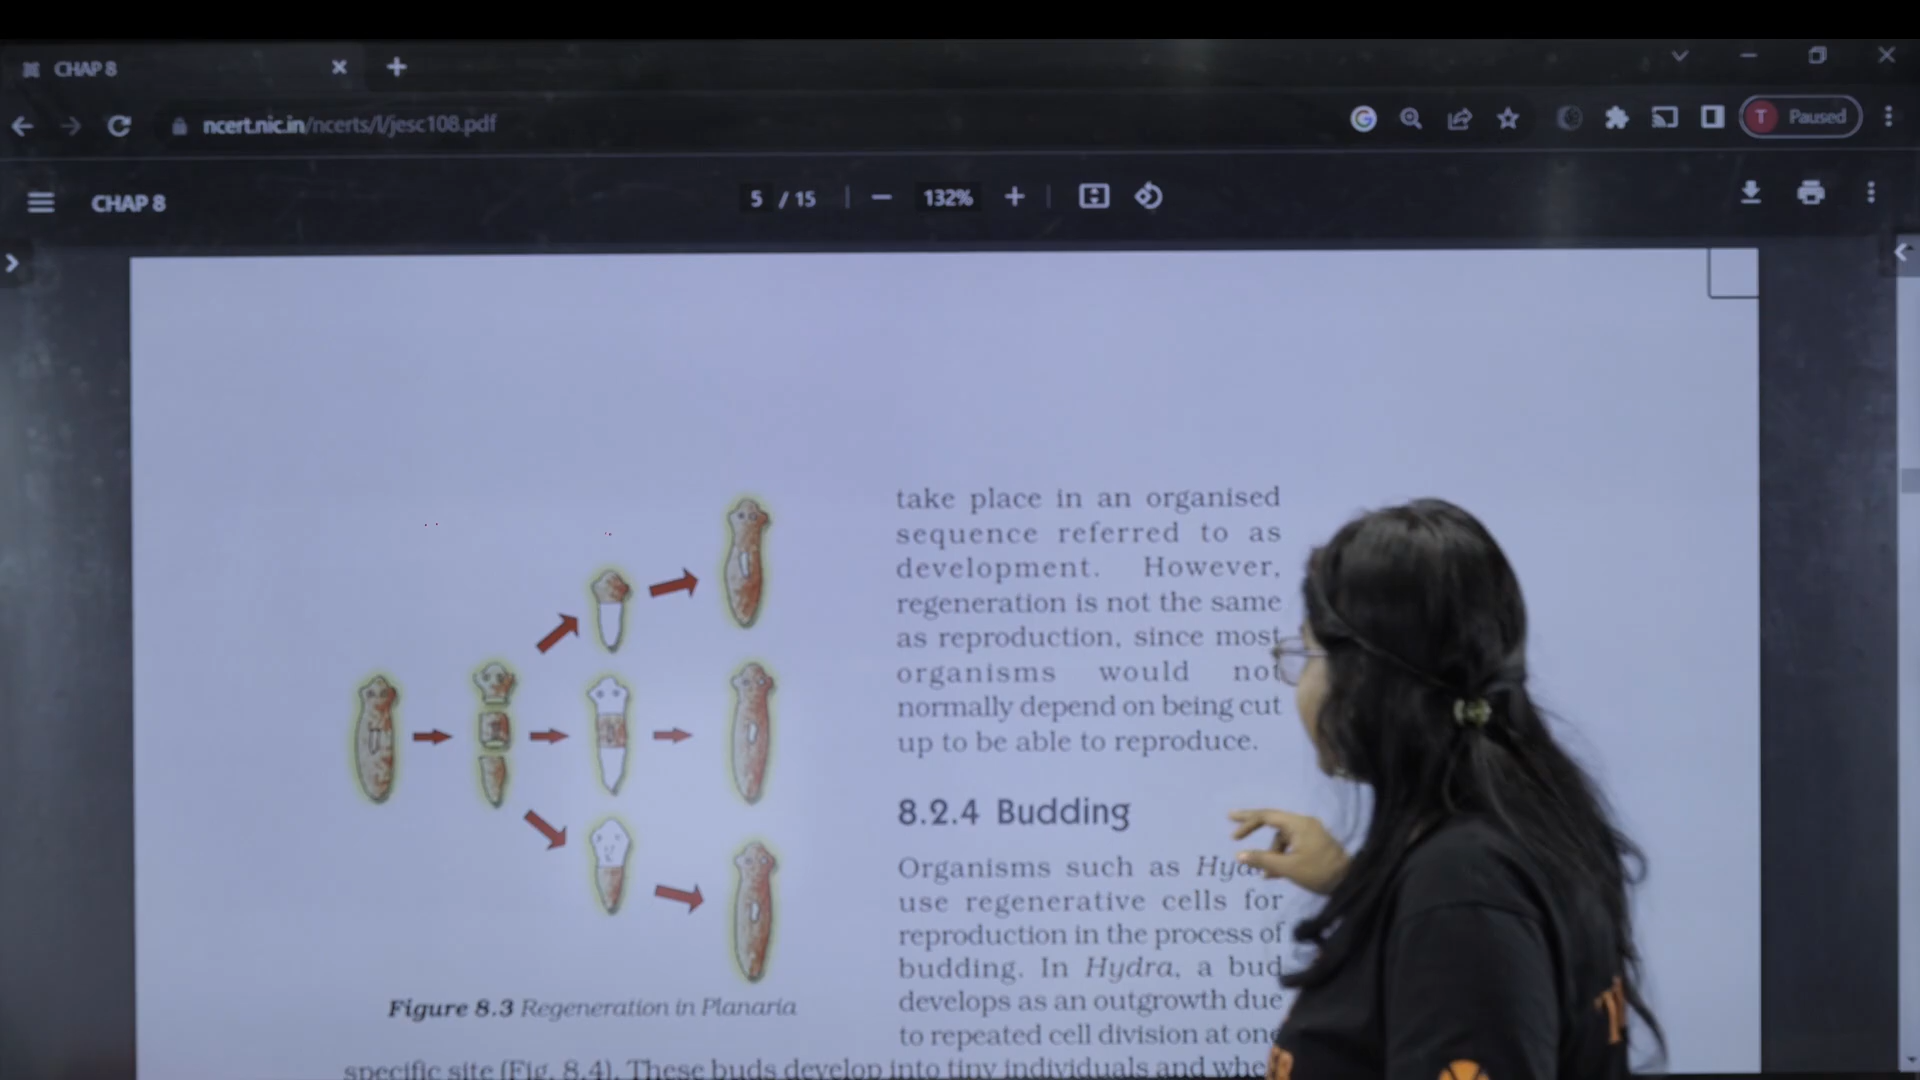 CHAP 8
ncert.nic.in/ncerts/l/jesc108.pdf
T Paused
CHAP 8
5 / 15
132%
take place in an organised
sequence referred to as
development. However,
regeneration is not the same
as reproduction, since most
organisms would not
normally depend on being cut
up to be able to reproduce.
8.2.4 Budding
Organisms such as
use regenerative cells for
reproduction in the process of
budding. In Hydra, a bud
develops as an outgrowth due
to repeated cell division at one
Figure 8.3 Regeneration in Planaria
specific site (Fig. 8.4). These buds develop into tiny individuals and